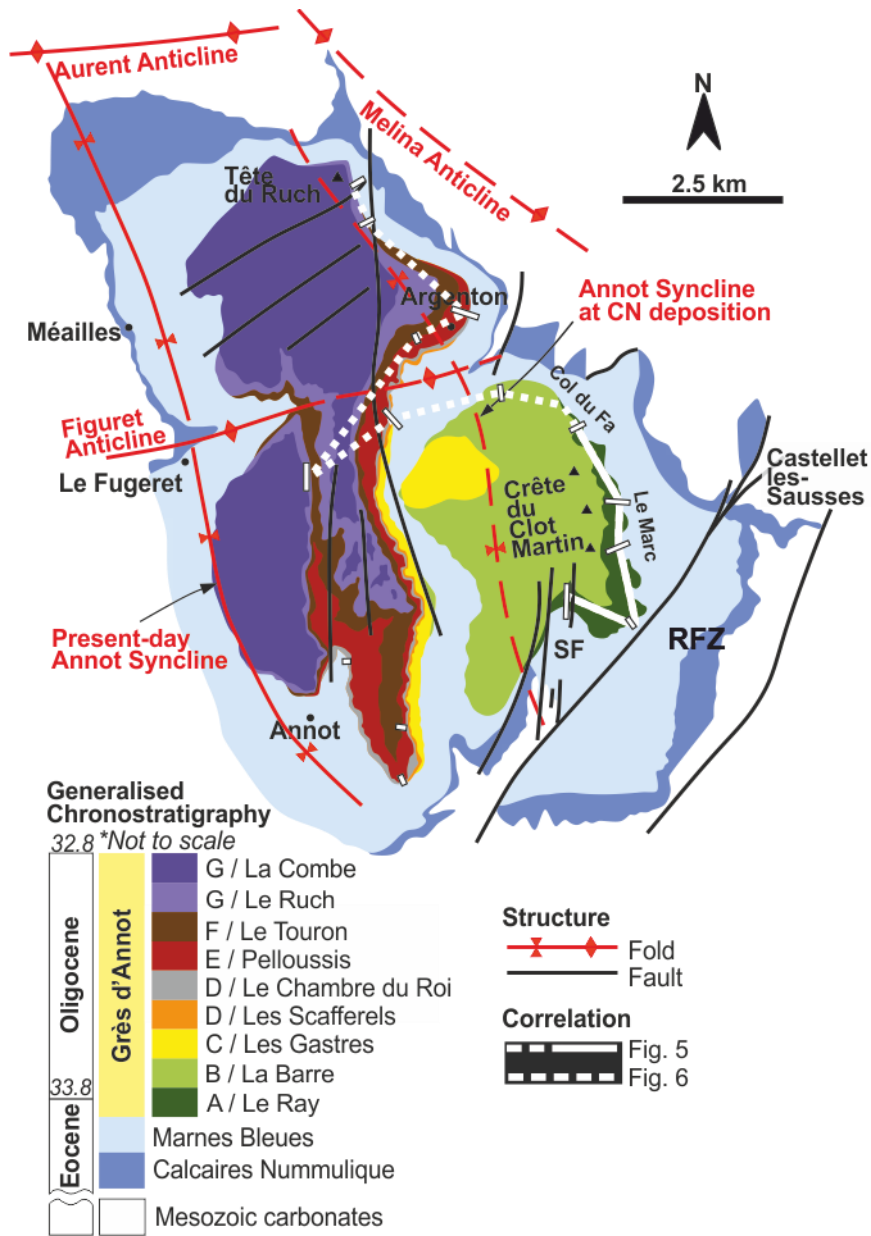 Aurent Anticline
Melina Anticline
N
2.5 km
Tête
du Ruch
Argenton
Annot Syncline
at CN deposition
Méailles
Col du Fa
Figuret
Anticline
Le Fugeret
Castellet
les-
Sausses
Crête
du
Clot
Martin
Le Marc
Present-day
Annot Syncline
SF
RFZ
Annot
Generalised
Chronostratigraphy
32.8 *Not to scale
G / La Combe
G / Le Ruch
F / Le Touron
E / Pelloussis
D / Le Chambre du Roi
D / Les Scafferels
C / Les Gastres
B / La Barre
A / Le Ray
Marnes Bleues
Calcaires Nummulique
Mesozoic carbonates
Oligocene
33.8
Eocene
Grès d'Annot
Structure
Fold
Fault
Correlation
Fig. 5
Fig. 6